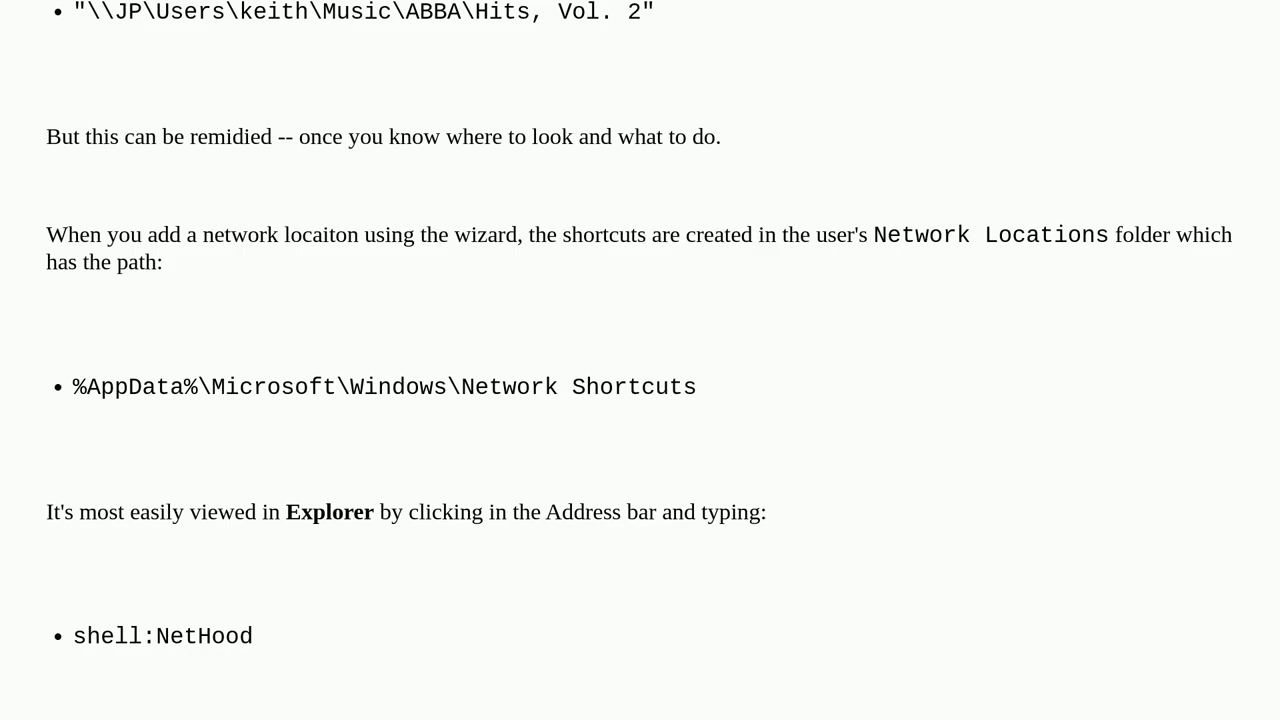 • "\\JP\Users\keith\Music\ABBA\Hits, Vol. 2"
But this can be remidied -- once you know where to look and what to do.
When you add a network locaiton using the wizard, the shortcuts are created in the user's Network Locations folder which
has the path:
• %AppData%\Microsoft\Windows\Network Shortcuts
It's most easily viewed in Explorer by clicking in the Address bar and typing:
• shell:NetHood